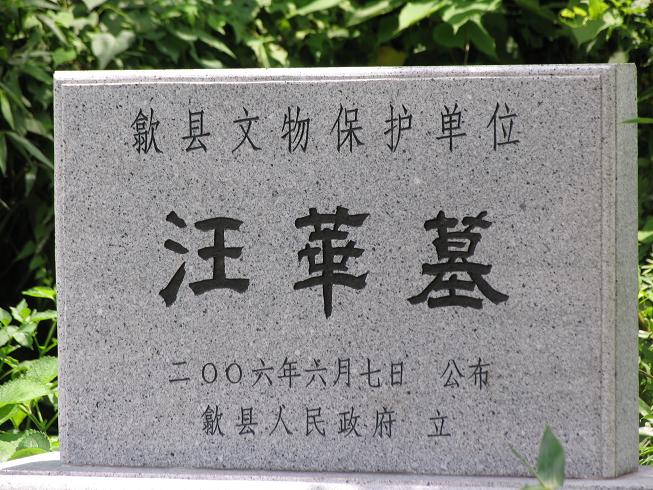 歙县文物保护单位
汪華墓
二〇〇六年六月七日 公布
歙县人民政府 立